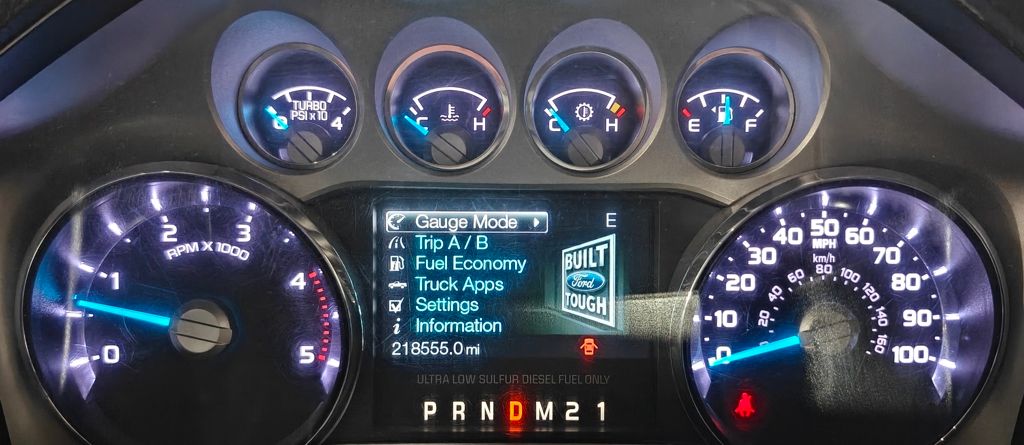 TURBO
PSI x 10
0 4
C H
C H
E F
0 1 2 3 4 5
RPM X 1000
Gauge Mode
Trip A / B
Fuel Economy
Truck Apps
Settings
Information
218555.0 mi
E
BUILT
Ford
TOUGH
ULTRA LOW SULFUR DIESEL FUEL ONLY
P R N D M 2 1
0 10 20 30 40 50 60 70 80 90 100
MPH
km/h
0 20 40 60 80 100 120 140 160